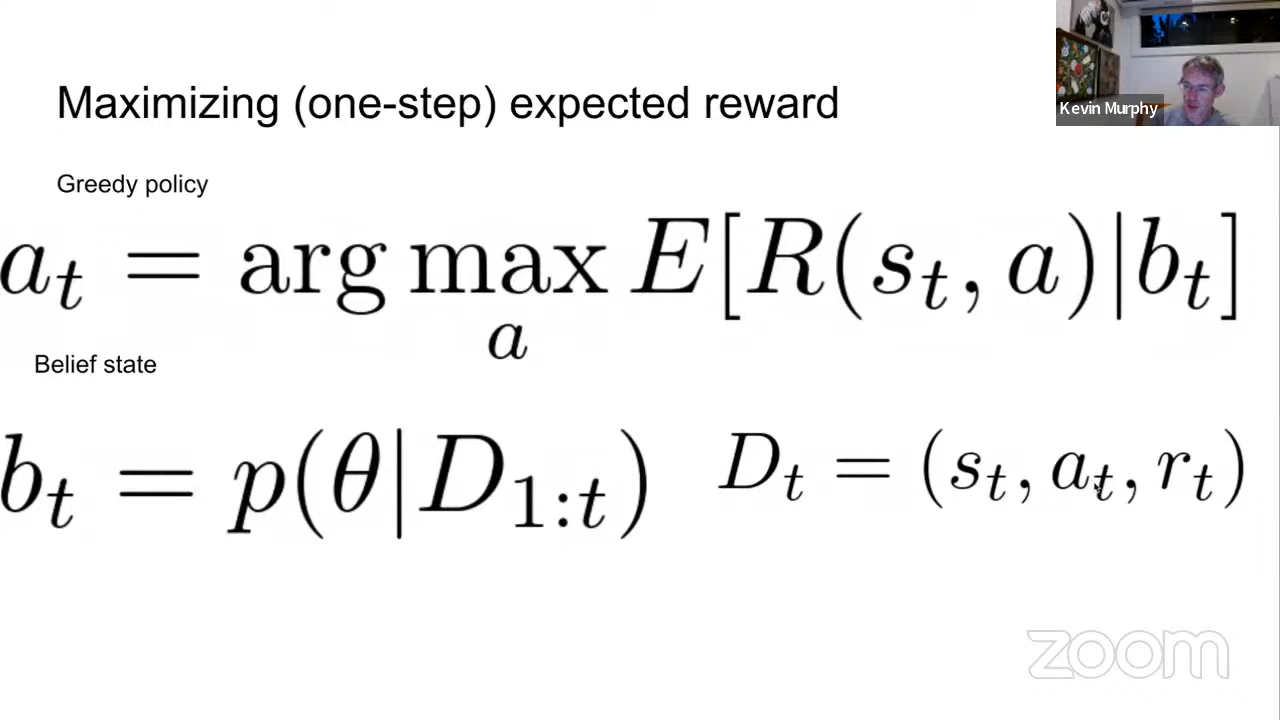 Maximizing (one-step) expected reward
Kevin Murphy
Greedy policy
a_t = arg max_a E[R(s_t, a)|b_t]
Belief state
b_t = p(θ|D_{1:t})
D_t = (s_t, a_t, r_t)
zoom